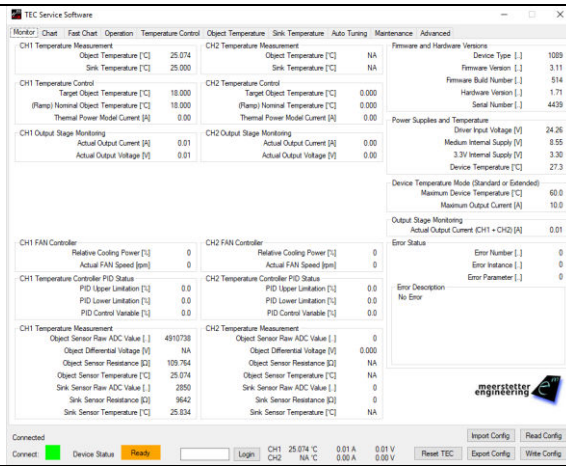 TEC Service Software
Monitor Chart Fast Chart Operation Temperature Control Object Temperature Sink Temperature Auto Tuning Maintenance Advanced
CH1 Temperature Measurement
Object Temperature [°C] 25.074
Sink Temperature [°C] 25.000
CH1 Temperature Control
Target Object Temperature [°C] 18.000
(Ramp) Nominal Object Temperature [°C] 18.000
Thermal Power Model Current [A] 0.00
CH1 Output Stage Monitoring
Actual Output Current [A] 0.01
Actual Output Voltage [V] 0.01
CH1 FAN Controller
Relative Cooling Power [%] 0
Actual FAN Speed [rpm] 0
CH1 Temperature Controller PID Status
PID Upper Limitation [%] 0.0
PID Lower Limitation [%] 0.0
PID Control Variable [%] 0.0
CH1 Temperature Measurement
Object Sensor Raw ADC Value [..] 4910738
Object Differential Voltage [V] NA
Object Sensor Resistance [Ω] 109.764
Object Sensor Temperature [°C] 25.074
Sink Sensor Raw ADC Value [..] 2850
Sink Sensor Resistance [Ω] 9642
Sink Sensor Temperature [°C] 25.834
CH2 Temperature Measurement
Object Temperature [°C] NA
Sink Temperature [°C] NA
CH2 Temperature Control
Target Object Temperature [°C] 0.000
(Ramp) Nominal Temperature [°C] 0.000
Thermal Power Model Current [A] 0.00
CH2 Output Stage Monitoring
Actual Output Current [A] 0.00
Actual Output Voltage [V] 0.00
CH2 FAN Controller
Relative Cooling Power [%] 0
Actual FAN Speed [rpm] 0
CH2 Temperature Controller PID Status
PID Upper Limitation [%] 0.0
PID Lower Limitation [%] 0.0
PID Control Variable [%] 0.0
CH2 Temperature Measurement
Object Sensor Raw ADC Value [..] 0
Object Differential Voltage [V] 0.000
Object Sensor Resistance [Ω] NA
Object Sensor Temperature [°C] NA
Sink Sensor Raw ADC Value [..] 0
Sink Sensor Resistance [Ω] 0
Sink Sensor Temperature [°C] NA
Firmware and Hardware Versions
Device Type [..] 1089
Firmware Version [..] 3.11
Firmware Build Number [..] 514
Hardware Version [..] 1.71
Serial Number [..] 4439
Power Supplies and Temperature
Driver Input Voltage [V] 24.26
Medium Internal Supply [V] 8.55
3.3V Internal Supply [V] 3.30
Device Temperature [°C] 27.3
Device Temperature Mode (Standard or Extended)
Maximum Device Temperature [°C] 60.0
Maximum Output Current [A] 10.0
Output Stage Monitoring
Actual Output Current (CH1 + CH2) [A] 0.01
Error Status
Error Number [..] 0
Error Instance [..] 0
Error Parameter [..] 0
Error Description
No Error
meerstetter
engineering
Connected
Import Config Read Config
Connect: Device Status Ready Login CH1 25.074 °C 0.01 A 0.01 V
CH2 NA °C 0.00 A 0.00 V
Reset TEC Export Config Write Config